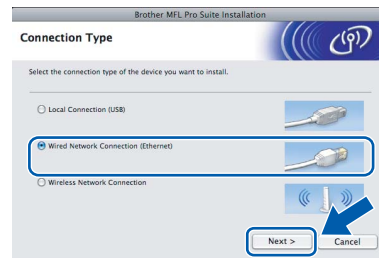 Brother MFL Pro Suite Installation
Connection Type
Select the connection type of the device you want to install.
Local Connection (USB)
Wired Network Connection (Ethernet)
Wireless Network Connection
Next >
Cancel